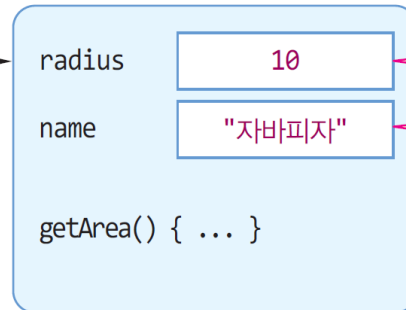 radius 10
name "자바피자"
getArea() { ... }